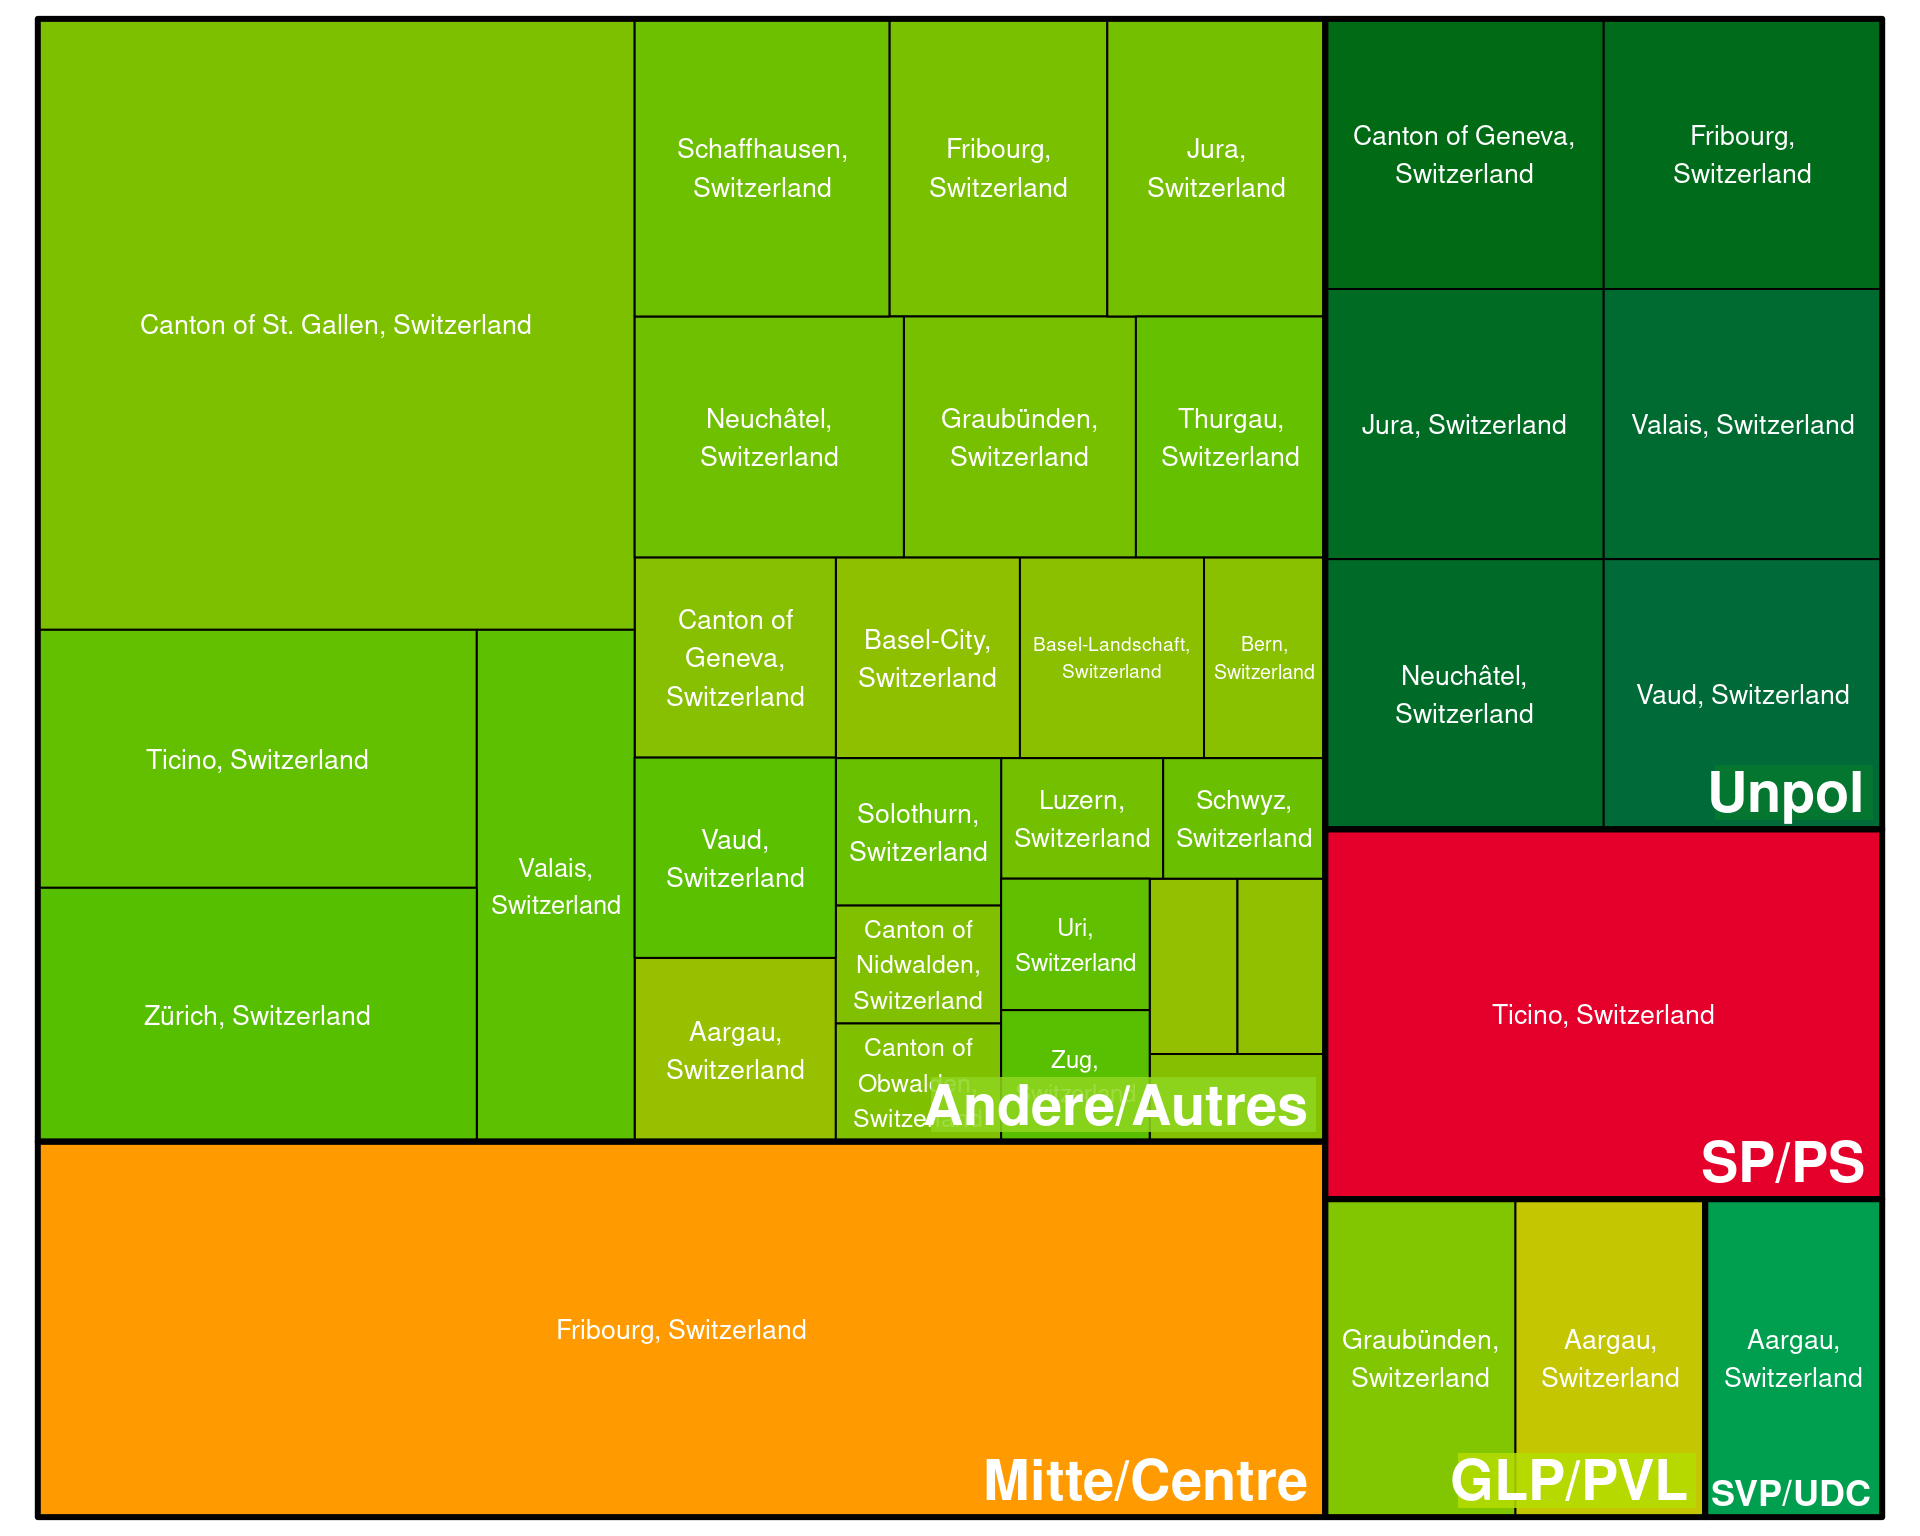 Canton of St. Gallen, Switzerland
Schaffhausen,
Switzerland
Fribourg,
Switzerland
Jura,
Switzerland
Neuchâtel,
Switzerland
Graubünden,
Switzerland
Thurgau,
Switzerland
Canton of
Geneva,
Switzerland
Basel-City,
Switzerland
Basel-Landschaft,
Switzerland
Bern,
Switzerland
Ticino, Switzerland
Zürich, Switzerland
Valais,
Switzerland
Vaud,
Switzerland
Aargau,
Switzerland
Solothurn,
Switzerland
Luzern,
Switzerland
Schwyz,
Switzerland
Canton of
Nidwalden,
Switzerland
Uri,
Switzerland
Canton of
Obwalden,
Switzerland
Zug,
Switzerland
Andere/Autres
Fribourg, Switzerland
Mitte/Centre
Canton of Geneva,
Switzerland
Fribourg,
Switzerland
Jura, Switzerland
Valais, Switzerland
Neuchâtel,
Switzerland
Vaud, Switzerland
Unpol
Ticino, Switzerland
SP/PS
Graubünden,
Switzerland
Aargau,
Switzerland
GLP/PVL
Aargau,
Switzerland
SVP/UDC